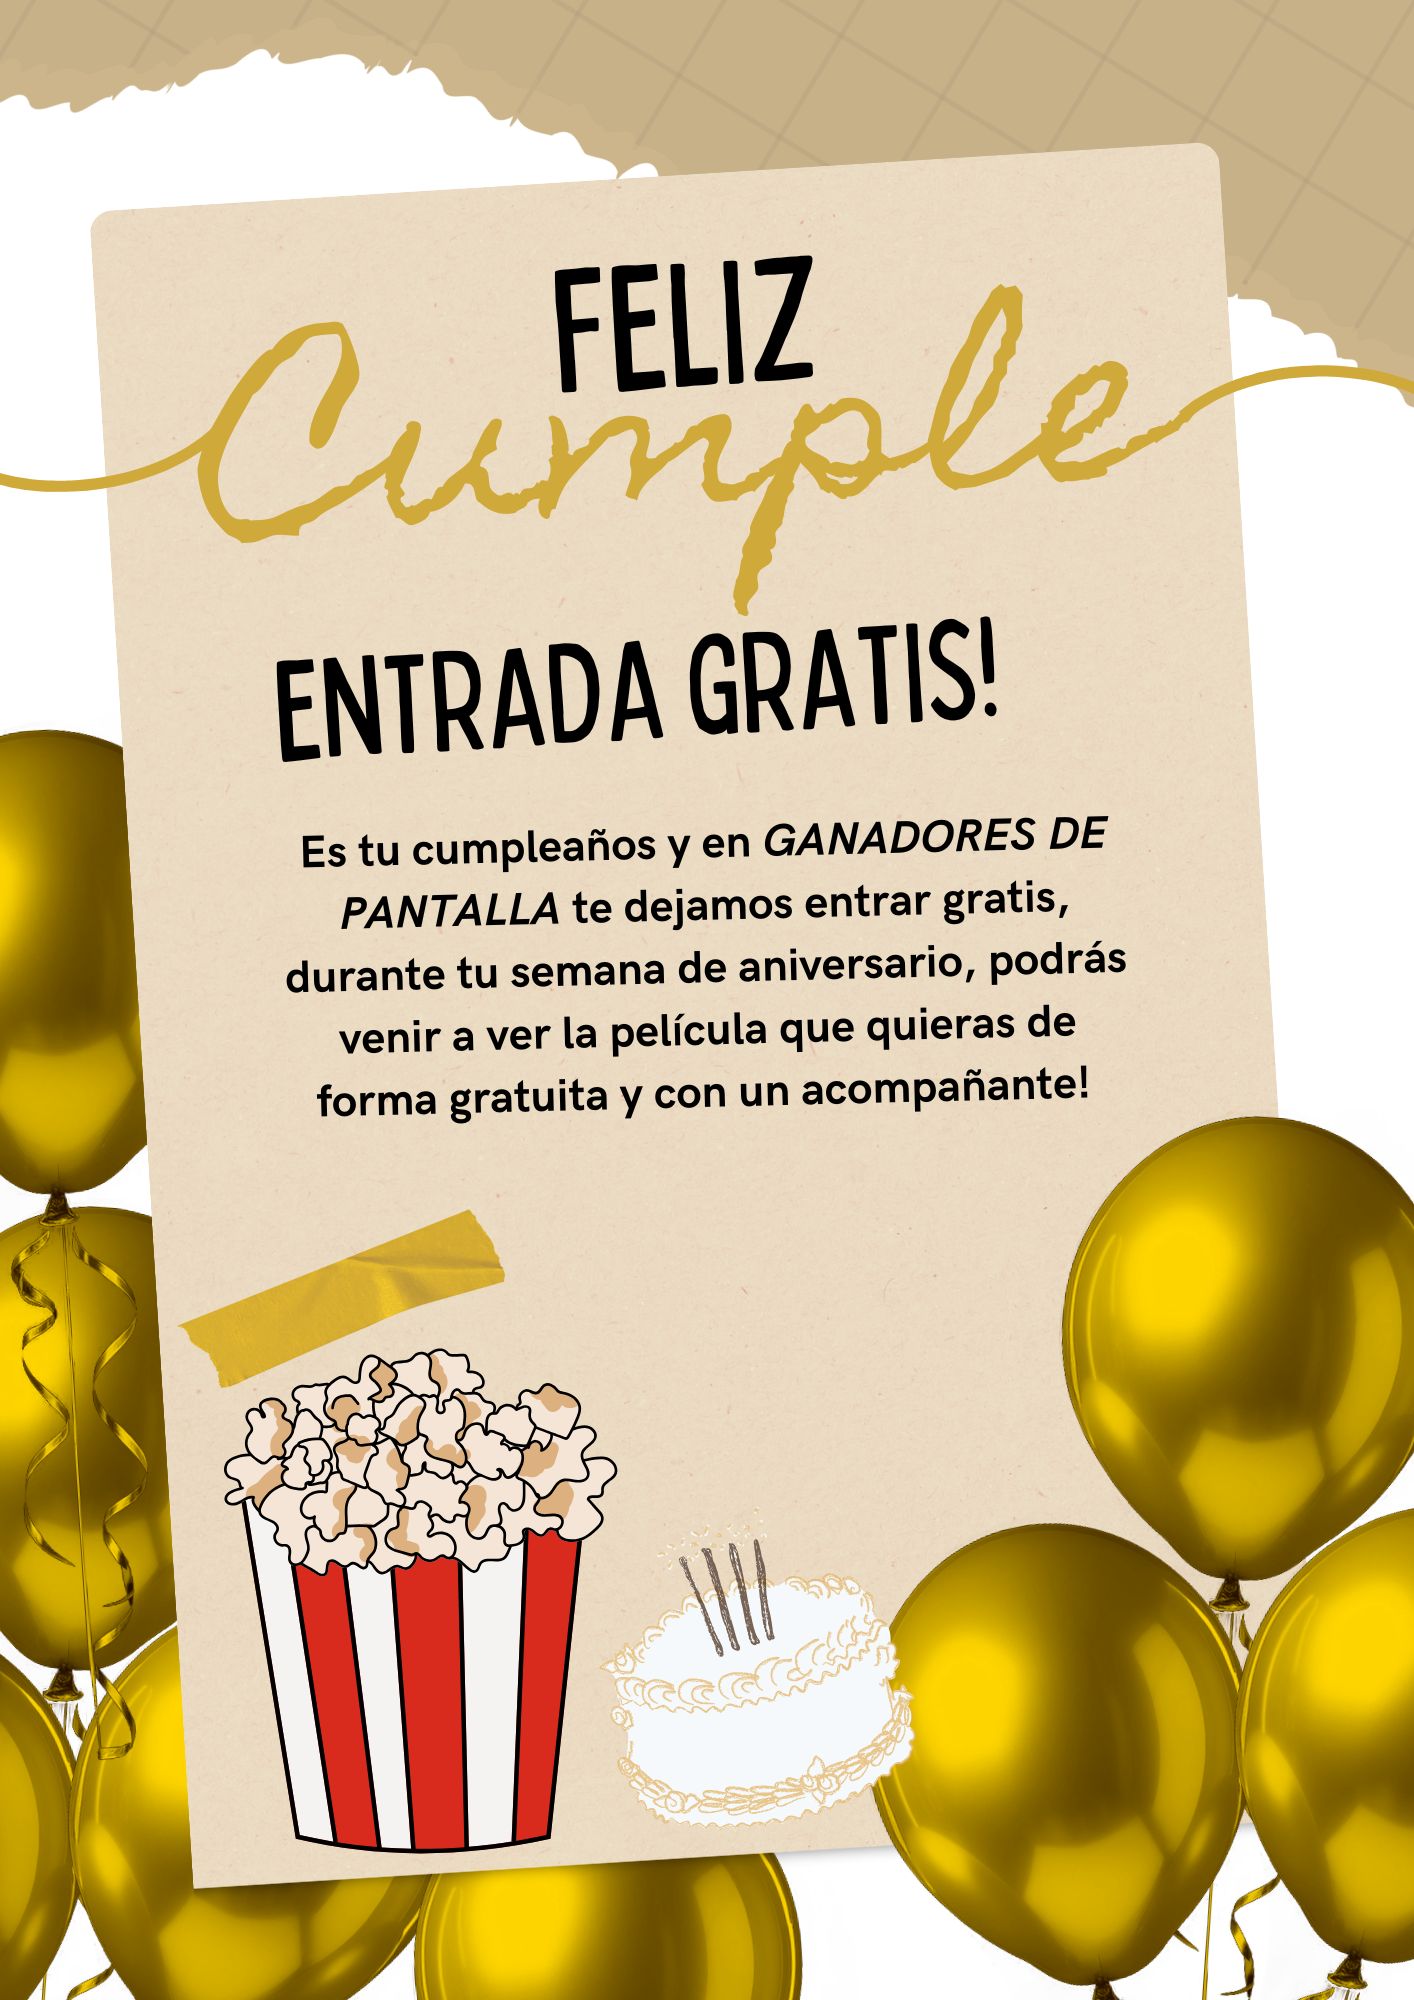 FELIZ
Cumple
ENTRADA GRATIS!
Es tu cumpleaños y en GANADORES DE
PANTALLA te dejamos entrar gratis,
durante tu semana de aniversario, podrás
venir a ver la película que quieras de
forma gratuita y con un acompañante!